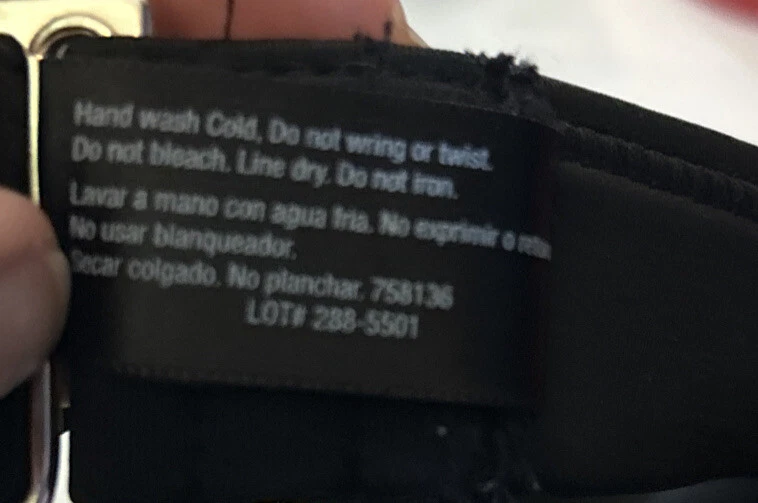 Hand wash Cold, Do not wring or twist.
Do not bleach. Line dry. Do not iron.
Lavar a mano con agua fria. No exprimir o
No usar blanqueador.
Secar colgado. No planchar. 758136
LOT# 288-5501